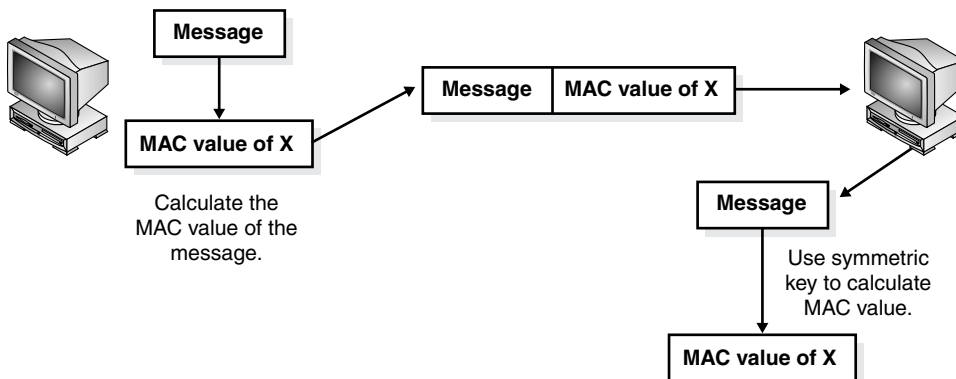 Message
MAC value of X
Calculate the
MAC value of the
message.
Message MAC value of X
Message
Use symmetric
key to calculate
MAC value.
MAC value of X